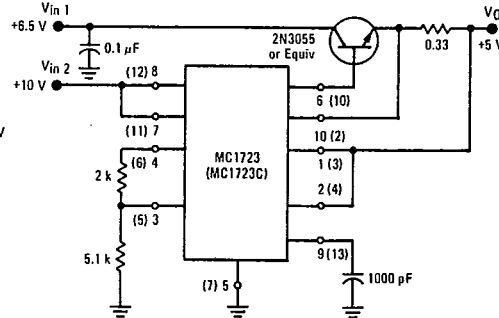 Vin 1
+6.5 V
0.1 μF
Vin 2
+10 V
2N3055
or Equiv
0.33
VO
+5 V
(12) 8
(11) 7
(6) 4
2 k
(5) 3
5.1 k
MC1723
(MC1723C)
6 (10)
10 (2)
1 (3)
2 (4)
9 (13)
1000 pF
(7) 5
V